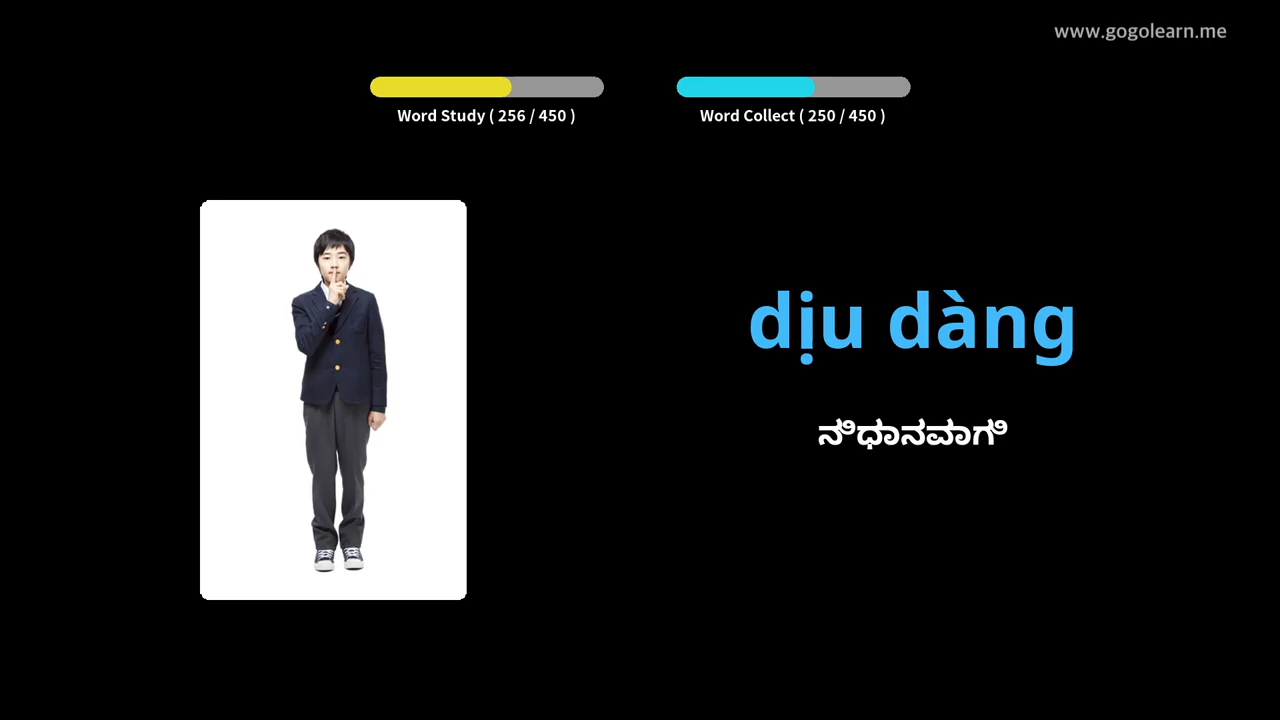 www.gogolearn.me
Word Study ( 256 / 450 )
Word Collect ( 250 / 450 )
dịu dàng
ನಿಧಾನವಾಗಿ